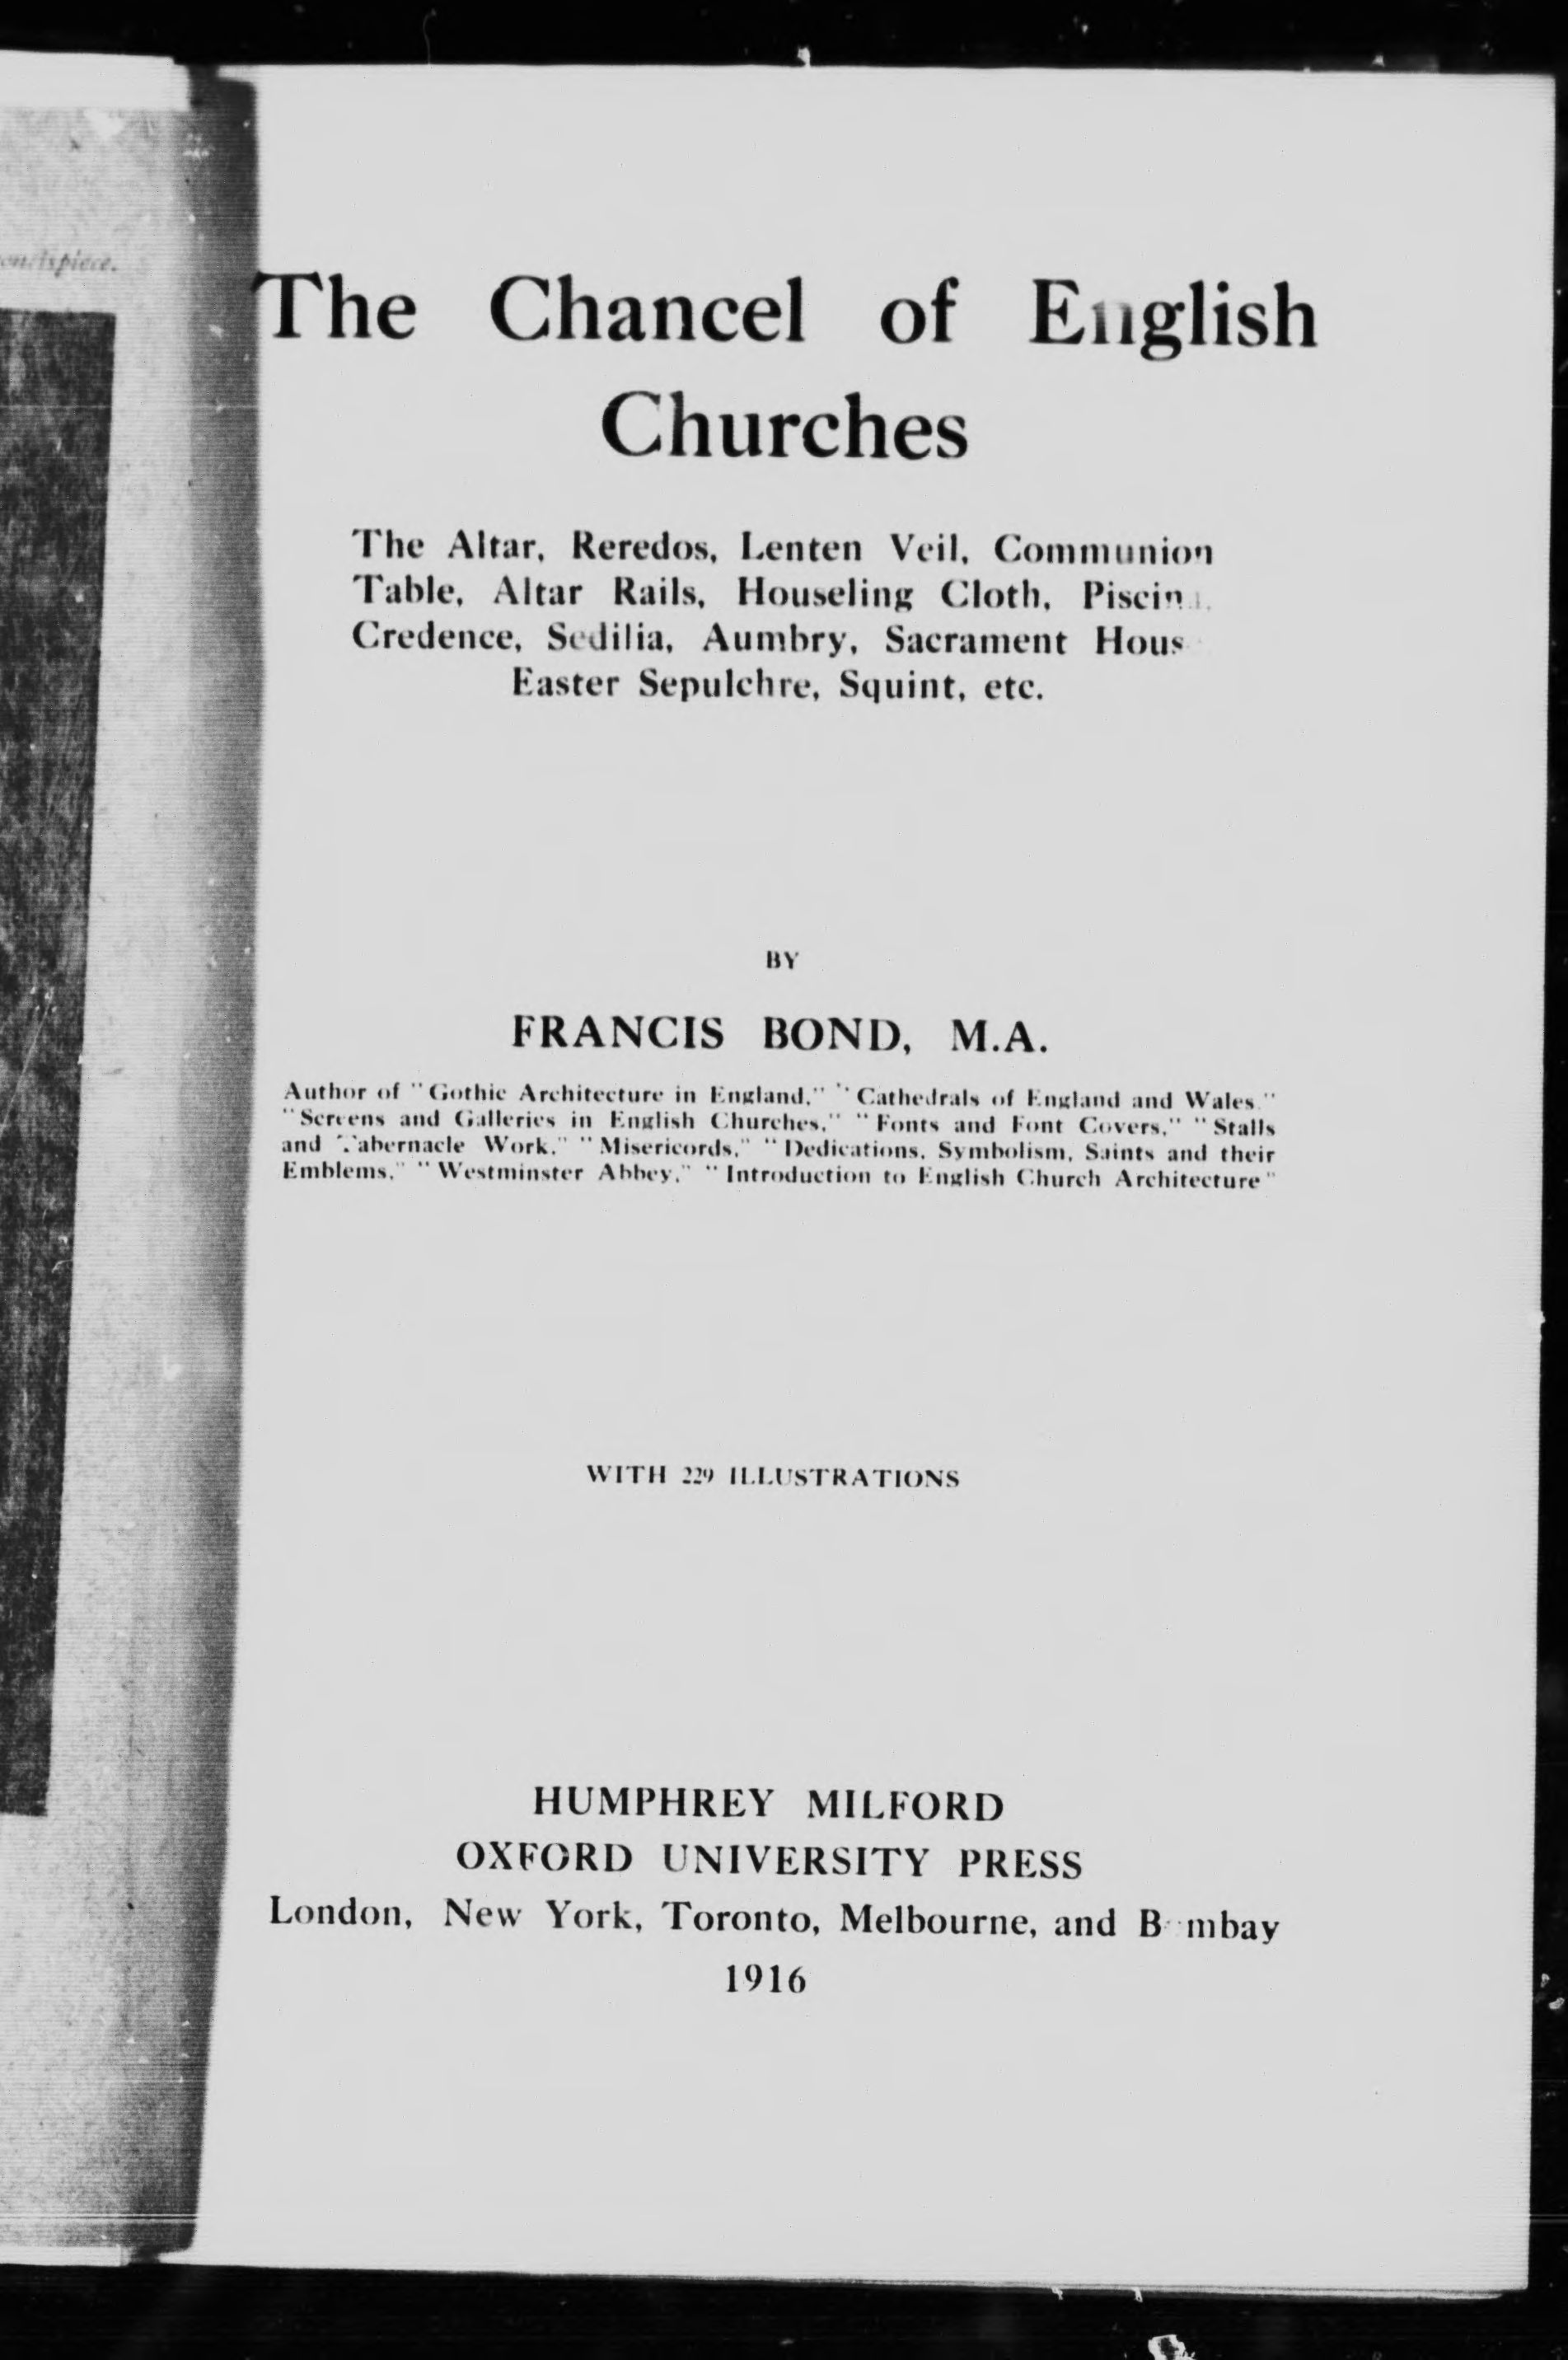 The Chancel of English
Churches
The Altar, Reredos, Lenten Veil, Communion
Table, Altar Rails, Houseling Cloth, Piscina,
Credence, Sedilia, Aumbry, Sacrament Hous
Easter Sepulchre, Squint, etc.
BY
FRANCIS BOND, M.A.
Author of "Gothic Architecture in England," "Cathedrals of England and Wales,"
"Screens and Galleries in English Churches," "Fonts and Font Covers," "Stalls
and Tabernacle Work," "Misericords," "Dedications, Symbolism, Saints and their
Emblems," "Westminster Abbey," "Introduction to English Church Architecture"
WITH 229 ILLUSTRATIONS
HUMPHREY MILFORD
OXFORD UNIVERSITY PRESS
London, New York, Toronto, Melbourne, and Bombay
1916